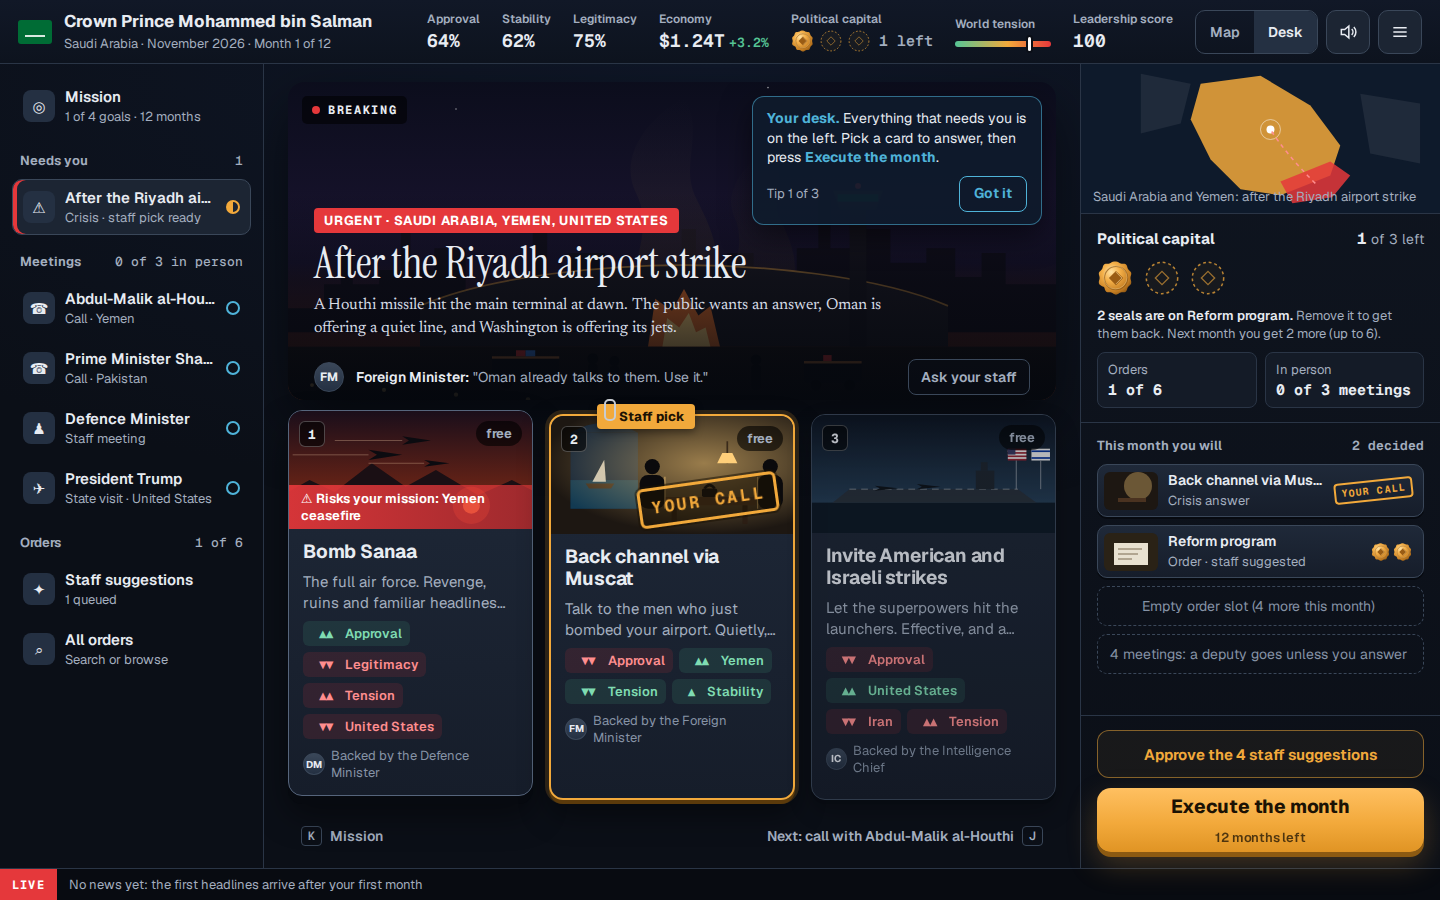 Crown Prince Mohammed bin Salman
Saudi Arabia · November 2026 · Month 1 of 12
Approval
64%
Stability
62%
Legitimacy
75%
Economy
$1.24T +3.2%
Political capital
1 left
World tension
Leadership score
100
Map
Desk
Mission
1 of 4 goals · 12 months
Needs you 1
After the Riyadh ai…
Crisis · staff pick ready
Meetings 0 of 3 in person
Abdul-Malik al-Hou…
Call · Yemen
Prime Minister Sha…
Call · Pakistan
Defence Minister
Staff meeting
President Trump
State visit · United States
Orders 1 of 6
Staff suggestions
1 queued
All orders
Search or browse
BREAKING
Your desk. Everything that needs you is
on the left. Pick a card to answer, then
press Execute the month.
Tip 1 of 3
Got it
URGENT · SAUDI ARABIA, YEMEN, UNITED STATES
After the Riyadh airport strike
A Houthi missile hit the main terminal at dawn. The public wants an answer, Oman is
offering a quiet line, and Washington is offering its jets.
FM Foreign Minister: "Oman already talks to them. Use it."
Ask your staff
1
free
⚠ Risks your mission: Yemen
ceasefire
Bomb Sanaa
The full air force. Revenge,
ruins and familiar headlines…
▲▲ Approval
▼▼ Legitimacy
▲▲ Tension
▼▼ United States
DM Backed by the Defence
Minister
Staff pick
2
free
YOUR CALL
Back channel via
Muscat
Talk to the men who just
bombed your airport. Quietly,…
▼▼ Approval ▲▲ Yemen
▼▼ Tension ▲ Stability
FM Backed by the Foreign
Minister
3
free
Invite American and
Israeli strikes
Let the superpowers hit the
launchers. Effective, and a…
▼▼ Approval
▲▲ United States
▼▼ Iran ▲▲ Tension
IC Backed by the Intelligence
Chief
K Mission
Next: call with Abdul-Malik al-Houthi J
Saudi Arabia and Yemen: after the Riyadh airport strike
Political capital 1 of 3 left
2 seals are on Reform program. Remove it to get
them back. Next month you get 2 more (up to 6).
Orders
1 of 6
In person
0 of 3 meetings
This month you will 2 decided
Back channel via Mus…
Crisis answer
YOUR CALL
Reform program
Order · staff suggested
Empty order slot (4 more this month)
4 meetings: a deputy goes unless you answer
Approve the 4 staff suggestions
Execute the month
12 months left
LIVE No news yet: the first headlines arrive after your first month